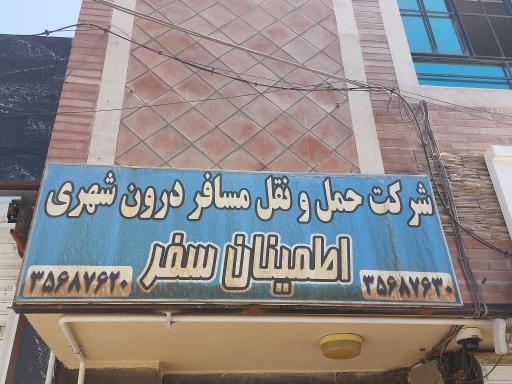 شرکت حمل و نقل مسافر درون شهری
اطمینان سفر
۳۵۶۸۷۶۳۰
۳۵۶۸۷۶۲۰